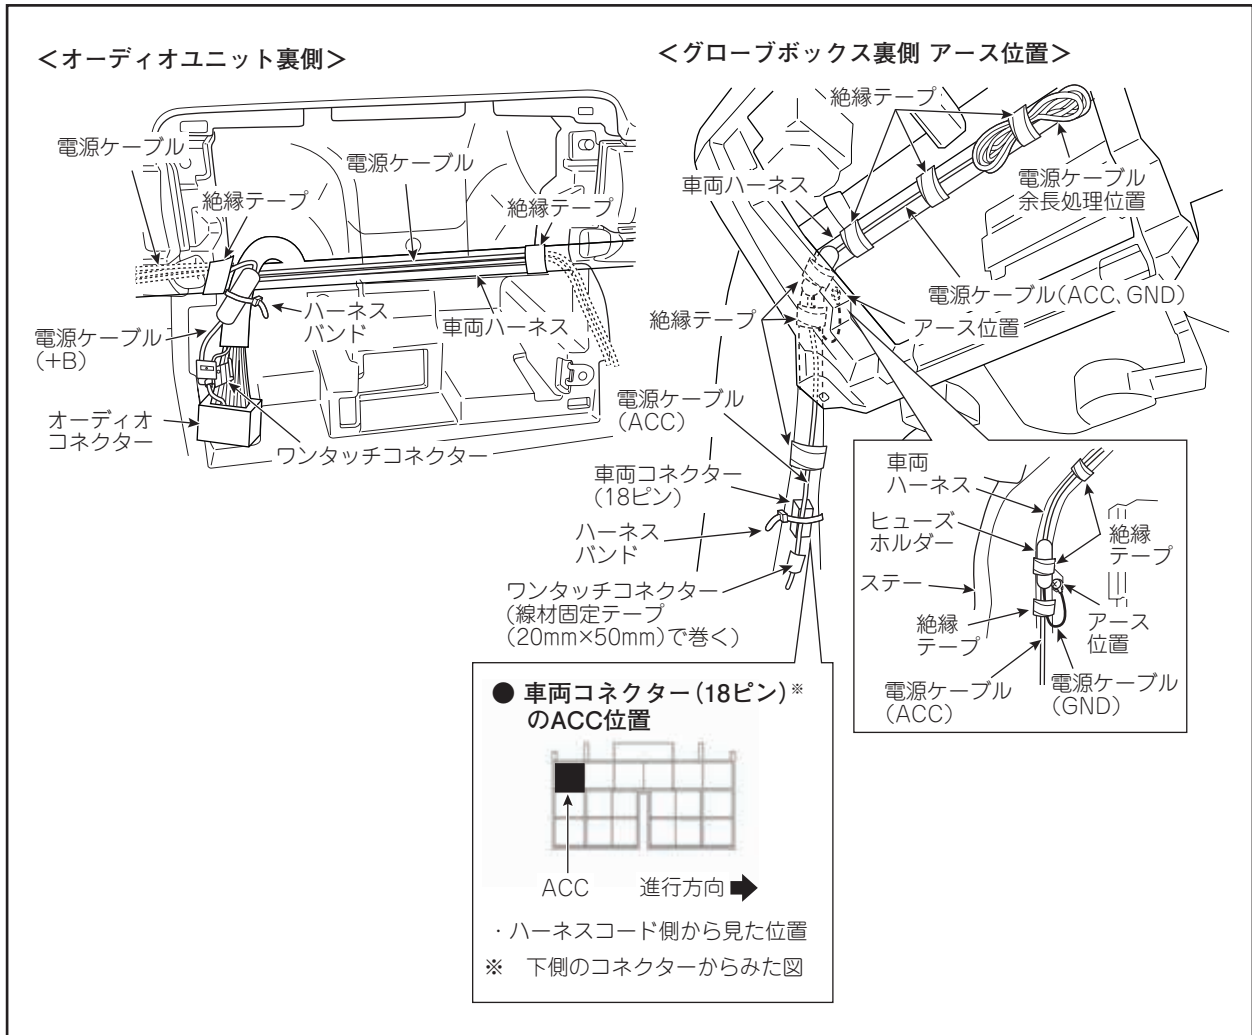 ＜オーディオユニット裏側＞
電源ケーブル
電源ケーブル
絶縁テープ
絶縁テープ
ハーネス
バンド
車両ハーネス
電源ケーブル
(+B)
オーディオ
コネクター
ワンタッチコネクター
＜グローブボックス裏側 アース位置＞
絶縁テープ
車両ハーネス
電源ケーブル
余長処理位置
電源ケーブル(ACC、GND)
アース位置
絶縁テープ
電源ケーブル
(ACC)
車両コネクター
(18ピン)
ハーネス
バンド
ワンタッチコネクター
(線材固定テープ
(20mm×50mm)で巻く)
車両
ハーネス
ヒューズ
ホルダー
絶縁
テープ
ステー
絶縁
テープ
アース
位置
電源ケーブル
(ACC)
電源ケーブル
(GND)
● 車両コネクター(18ピン)※
のACC位置
ACC
進行方向
・ハーネスコード側から見た位置
※ 下側のコネクターからみた図